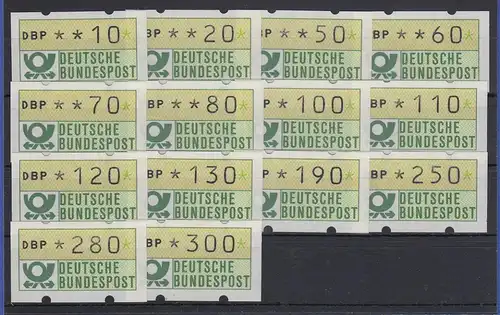 DBP **10*
BP **20*
BP **50*
BP **60*
DEUTSCHE BUNDESPOST
DEUTSCHE BUNDESPOST
DEUTSCHE BUNDESPOST
DEUTSCHE BUNDESPOST
DBP **70*
BP **80*
BP *100*
BP *110*
DEUTSCHE BUNDESPOST
DEUTSCHE BUNDESPOST
DEUTSCHE BUNDESPOST
DEUTSCHE BUNDESPOST
DBP *120*
BP *130*
BP *190*
BP *250*
DEUTSCHE BUNDESPOST
DEUTSCHE BUNDESPOST
DEUTSCHE BUNDESPOST
DEUTSCHE BUNDESPOST
DBP *280*
BP *300*
DEUTSCHE BUNDESPOST
DEUTSCHE BUNDESPOST